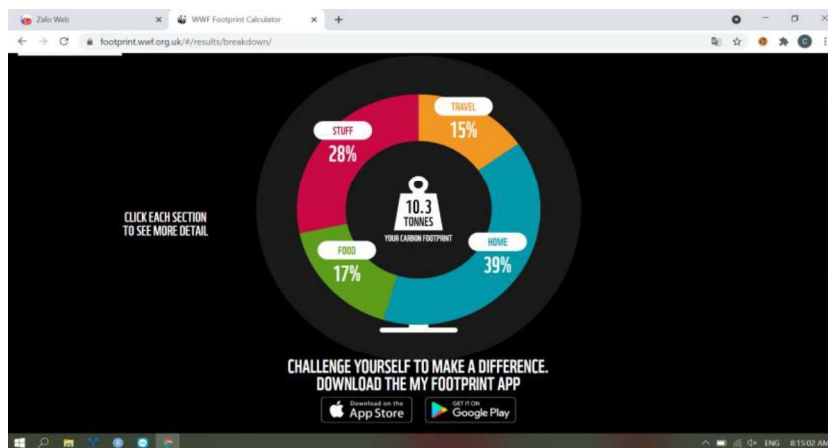 Zalo Web
WWF Footprint Calculator
footprint.wwf.org.uk/#/results/breakdown/
C
TRAVEL
15%
STUFF
28%
10.3
TONNES
YOUR CARBON FOOTPRINT
CLICK EACH SECTION
TO SEE MORE DETAIL
HOME
39%
FOOD
17%
CHALLENGE YOURSELF TO MAKE A DIFFERENCE.
DOWNLOAD THE MY FOOTPRINT APP
Download on the
App Store
GET IT ON
Google Play
ENG
8:15:02 AM